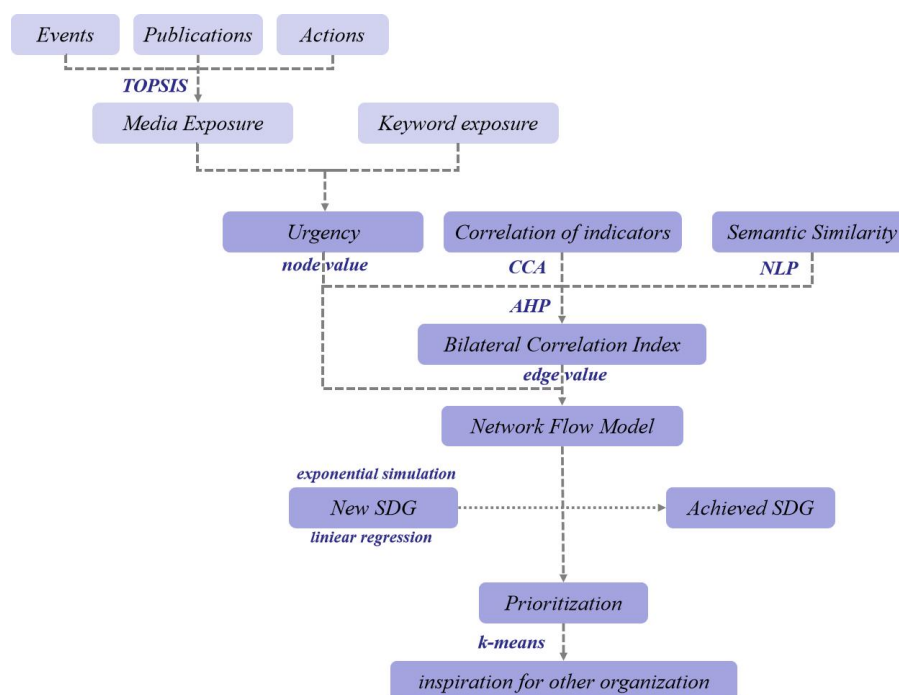 Events Publications Actions
TOPSIS
Media Exposure Keyword exposure
Urgency Correlation of indicators Semantic Similarity
node value CCA NLP
AHP
Bilateral Correlation Index
edge value
Network Flow Model
exponential simulation
New SDG Achieved SDG
liniear regression
Prioritization
k-means
inspiration for other organization